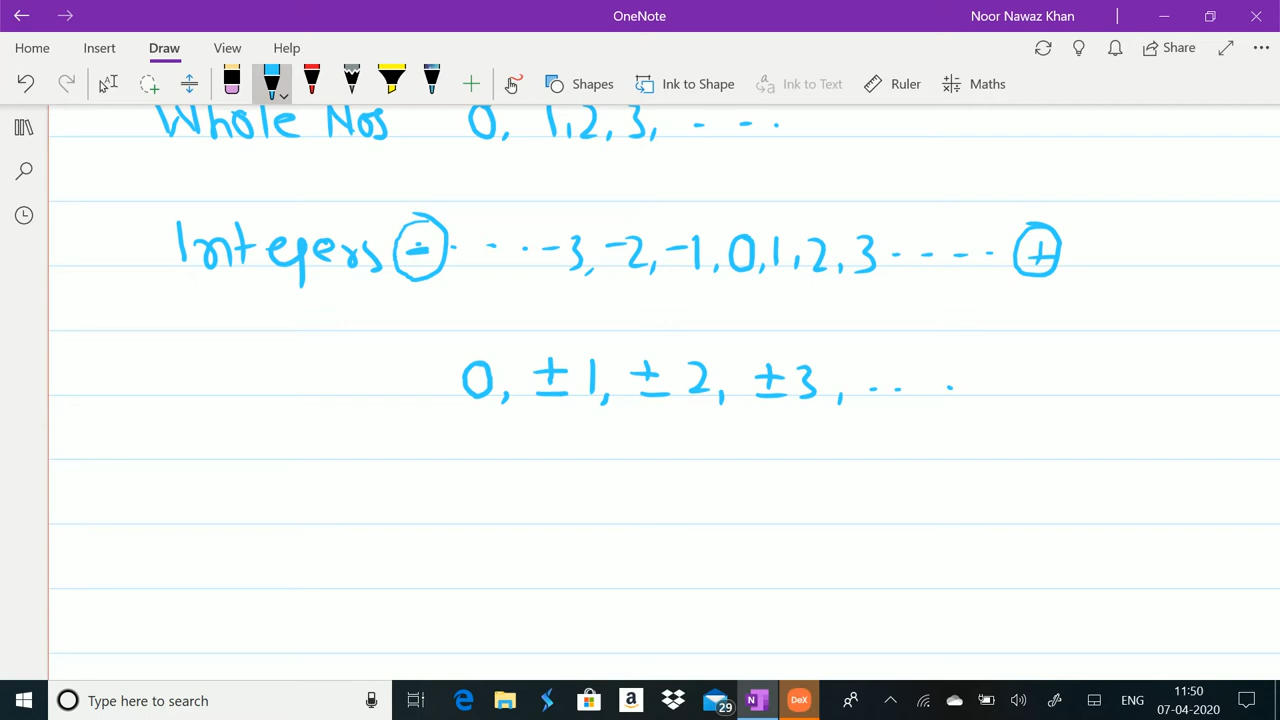 OneNote
Noor Nawaz Khan
Home Insert Draw View Help Share
Shapes Ink to Shape Ink to Text Ruler Maths
Whole Nos 0, 1, 2, 3, - - -
Integers - - - - - -3, -2, -1, 0, 1, 2, 3 - - - - +
0, ± 1, ± 2, ± 3, - - -
Type here to search
29
DeX
ENG
11:50
07-04-2020